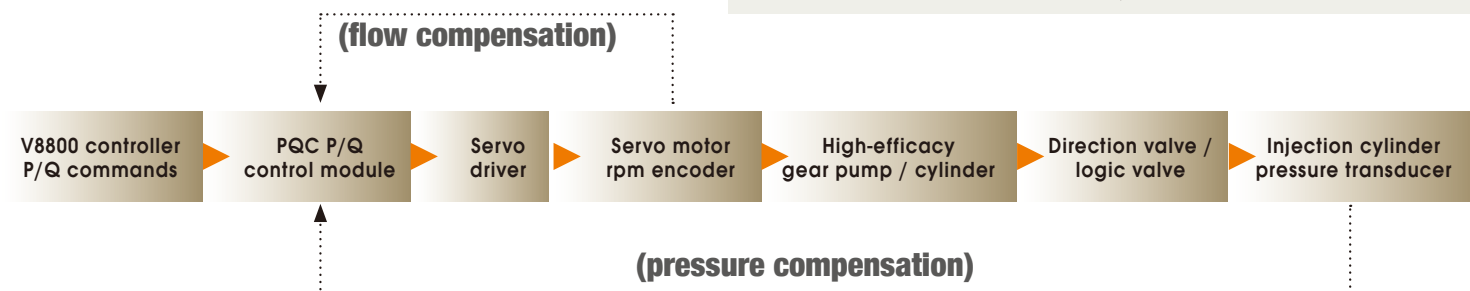 (flow compensation)
V8800 controller
P/Q commands
PQC P/Q
control module
Servo
driver
Servo motor
rpm encoder
High-efficacy
gear pump / cylinder
Direction valve /
logic valve
Injection cylinder
pressure transducer
(pressure compensation)